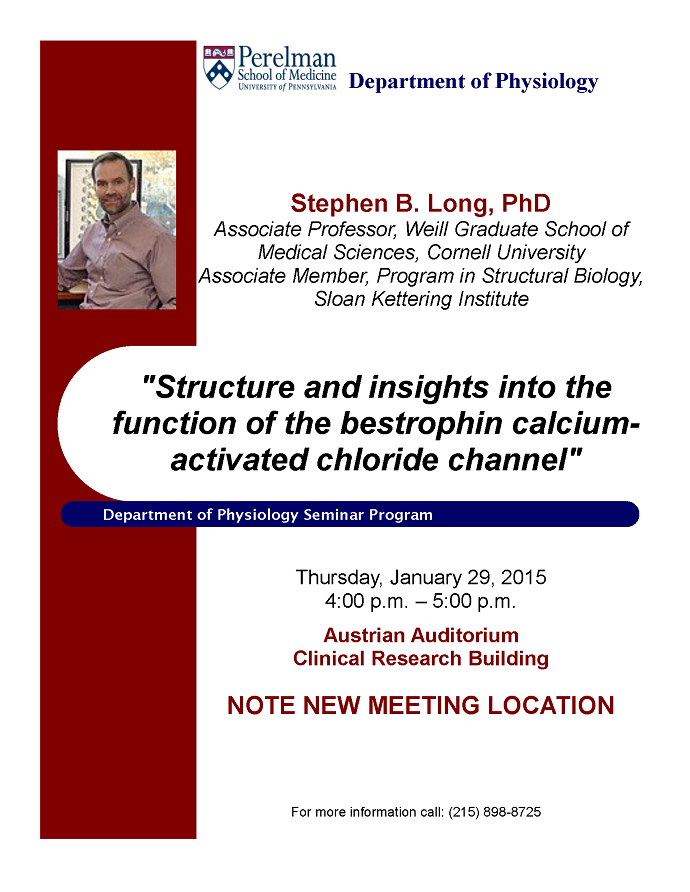 Perelman
School of Medicine
University of Pennsylvania
Department of Physiology
Stephen B. Long, PhD
Associate Professor, Weill Graduate School of
Medical Sciences, Cornell University
Associate Member, Program in Structural Biology,
Sloan Kettering Institute
"Structure and insights into the
function of the bestrophin calcium-
activated chloride channel"
Department of Physiology Seminar Program
Thursday, January 29, 2015
4:00 p.m. – 5:00 p.m.
Austrian Auditorium
Clinical Research Building
NOTE NEW MEETING LOCATION
For more information call: (215) 898-8725